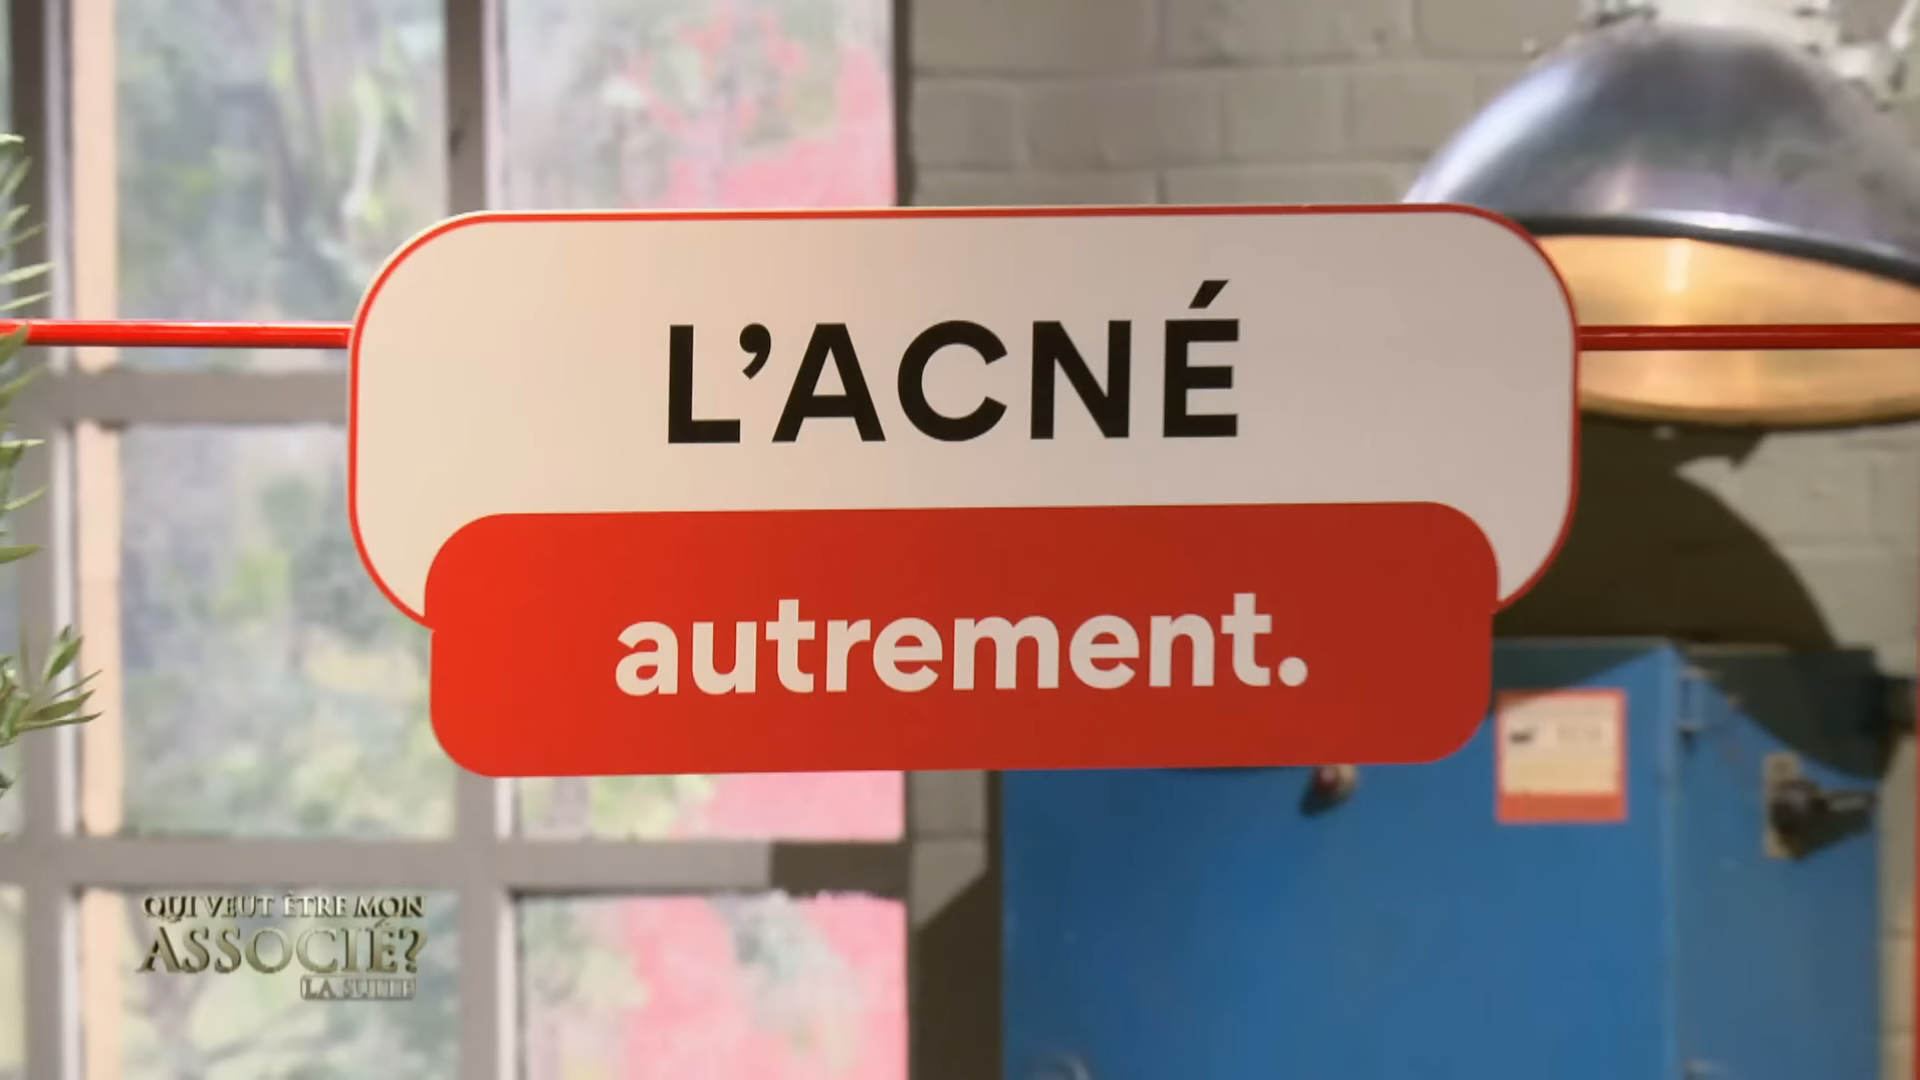 L'ACNÉ
autrement.
QUI VEUT ÊTRE MON
ASSOCIÉ?
LA SUITE